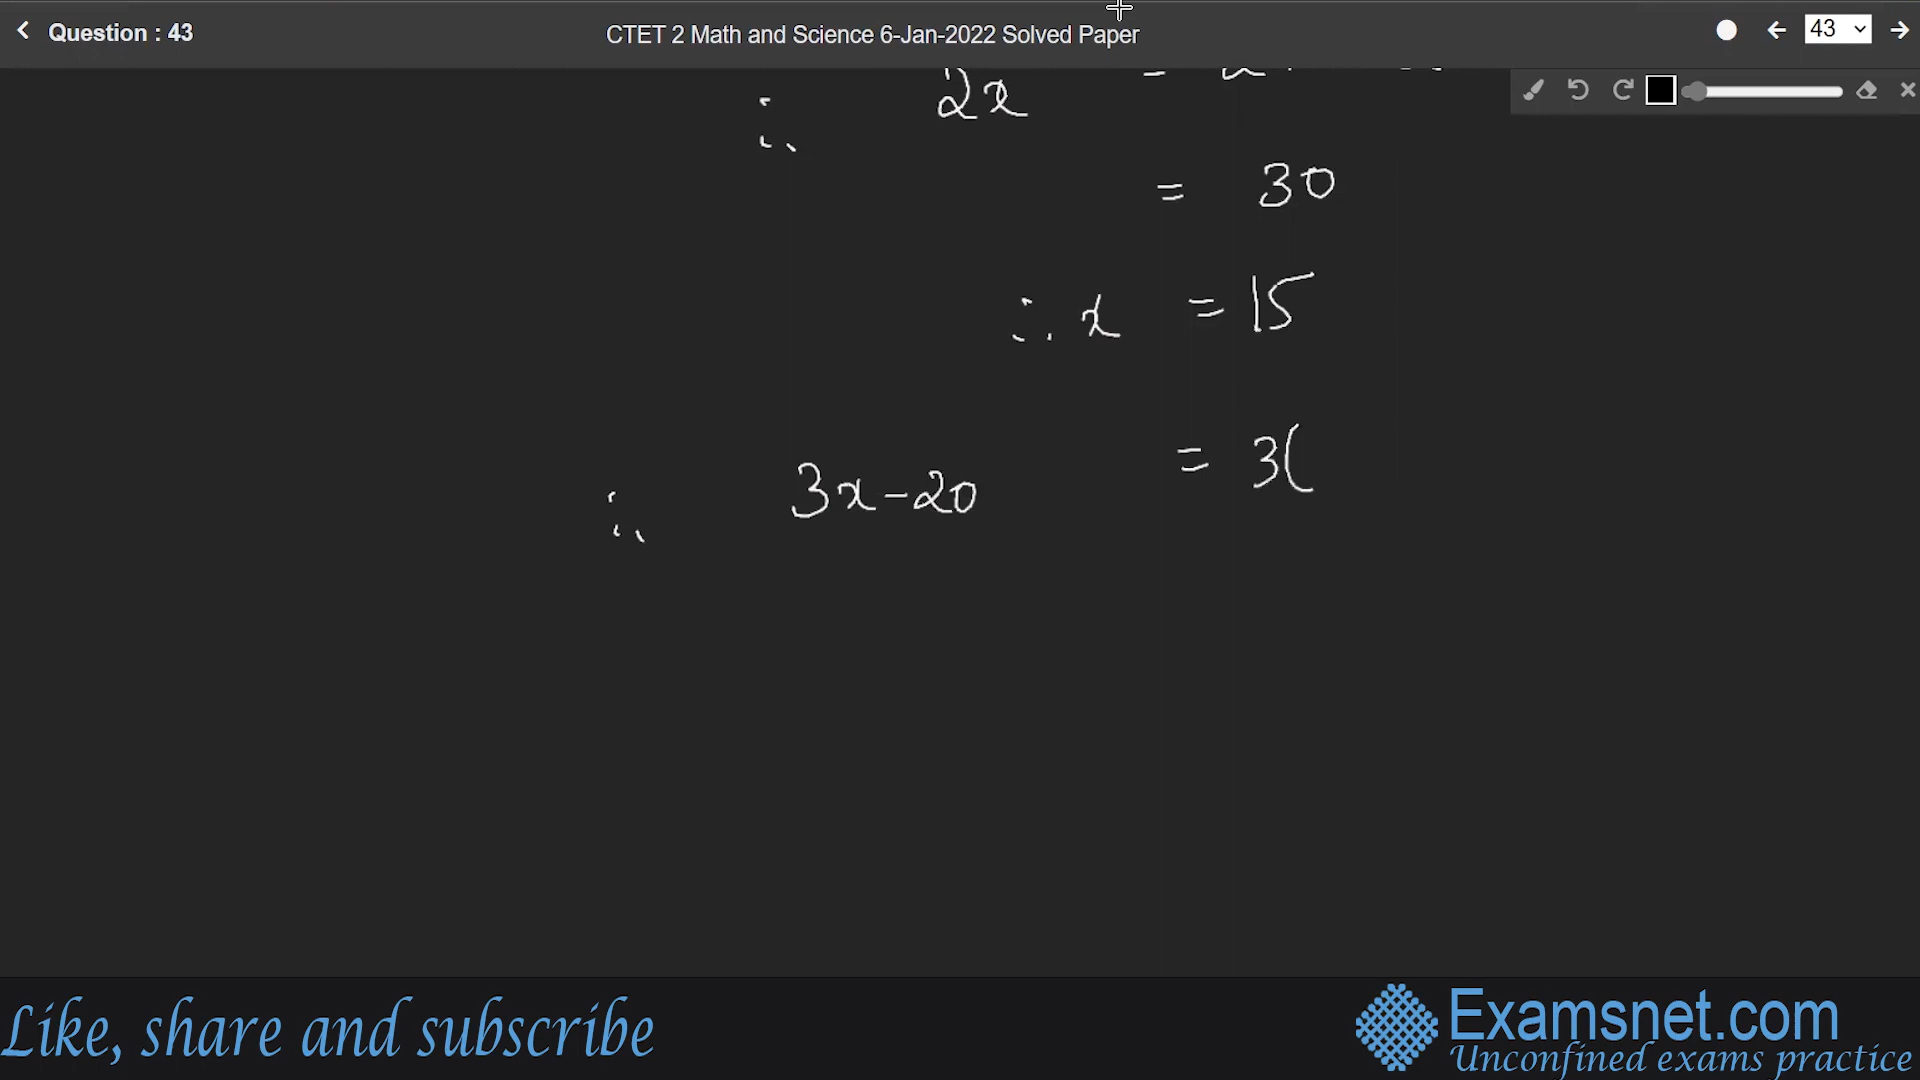 Question : 43
CTET 2 Math and Science 6-Jan-2022 Solved Paper
43
∴ 2x =
= 30
∴ x = 15
∴ 3x-20 = 3(
Like, share and subscribe
Examsnet.com
Unconfined exams practice